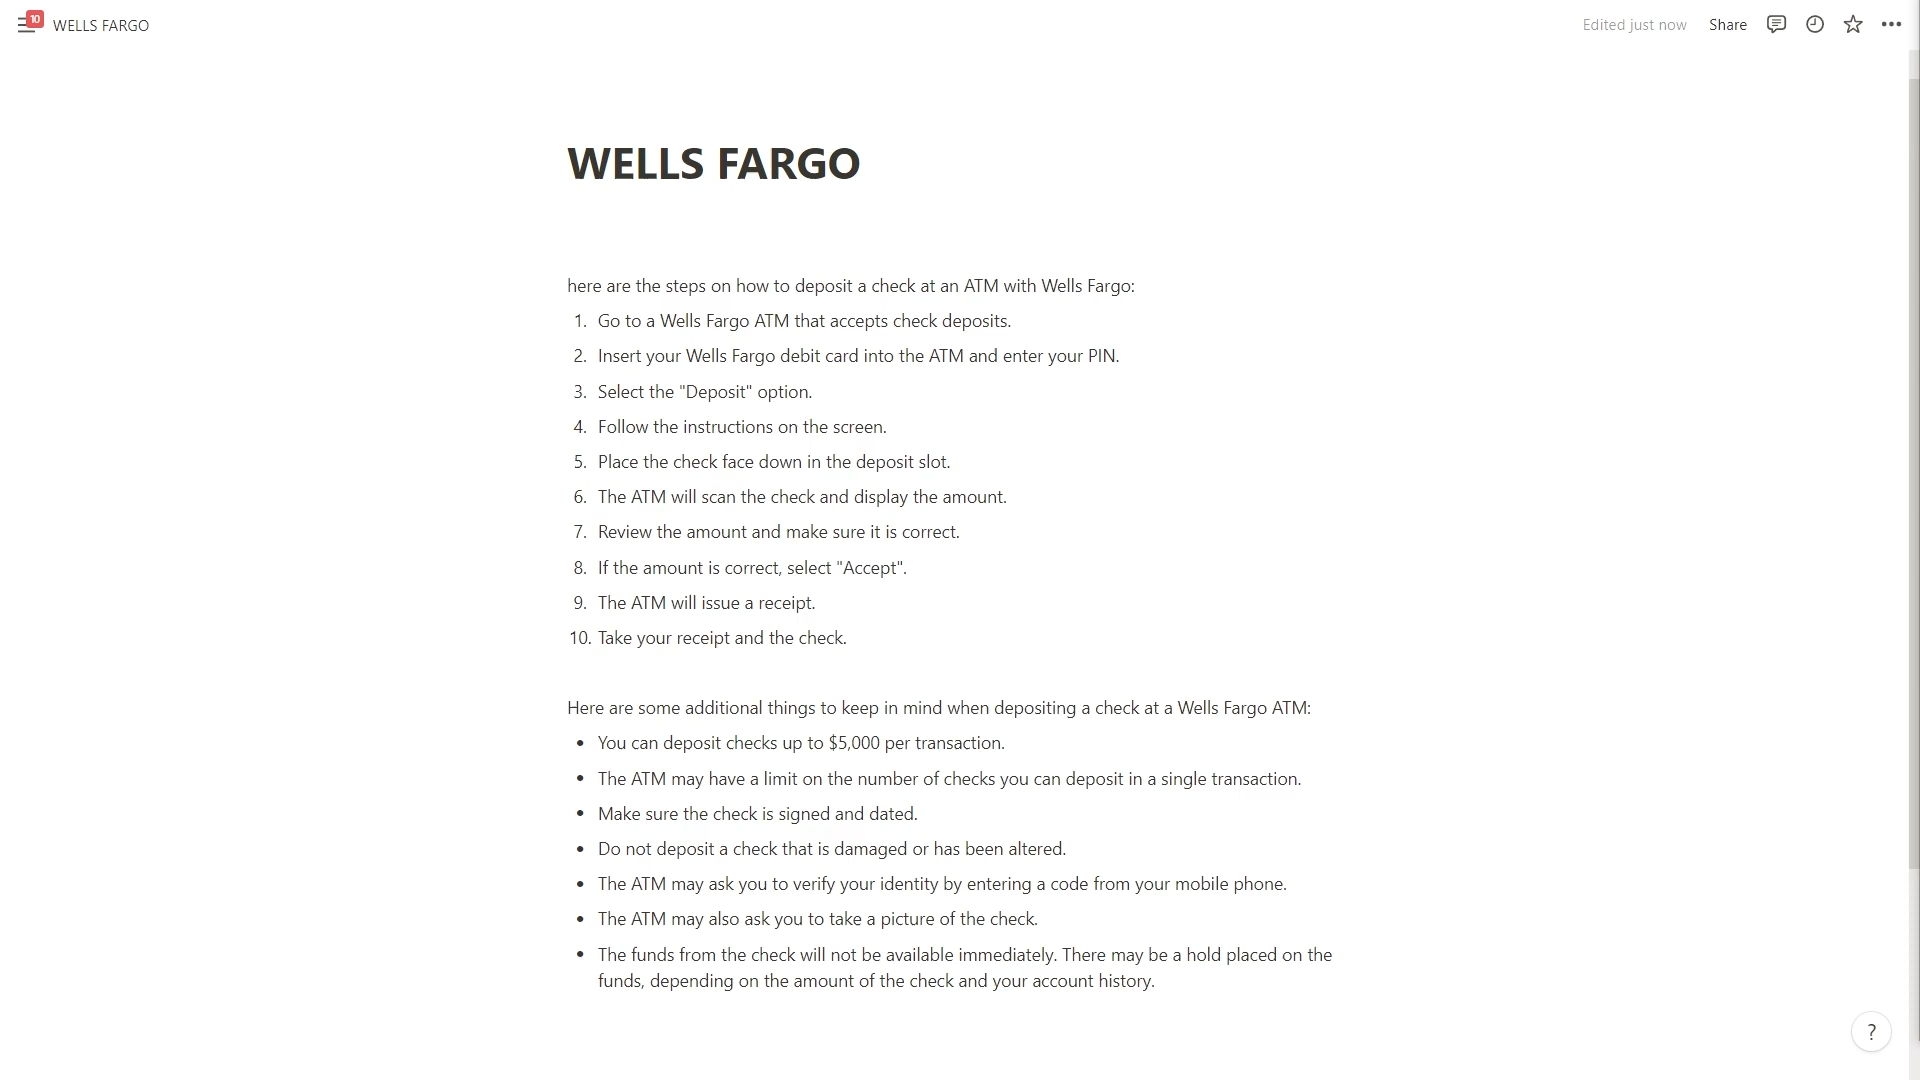 10
WELLS FARGO
Edited just now
Share
WELLS FARGO
here are the steps on how to deposit a check at an ATM with Wells Fargo:
1. Go to a Wells Fargo ATM that accepts check deposits.
2. Insert your Wells Fargo debit card into the ATM and enter your PIN.
3. Select the "Deposit" option.
4. Follow the instructions on the screen.
5. Place the check face down in the deposit slot.
6. The ATM will scan the check and display the amount.
7. Review the amount and make sure it is correct.
8. If the amount is correct, select "Accept".
9. The ATM will issue a receipt.
10. Take your receipt and the check.
Here are some additional things to keep in mind when depositing a check at a Wells Fargo ATM:
• You can deposit checks up to $5,000 per transaction.
• The ATM may have a limit on the number of checks you can deposit in a single transaction.
• Make sure the check is signed and dated.
• Do not deposit a check that is damaged or has been altered.
• The ATM may ask you to verify your identity by entering a code from your mobile phone.
• The ATM may also ask you to take a picture of the check.
• The funds from the check will not be available immediately. There may be a hold placed on the
funds, depending on the amount of the check and your account history.
?